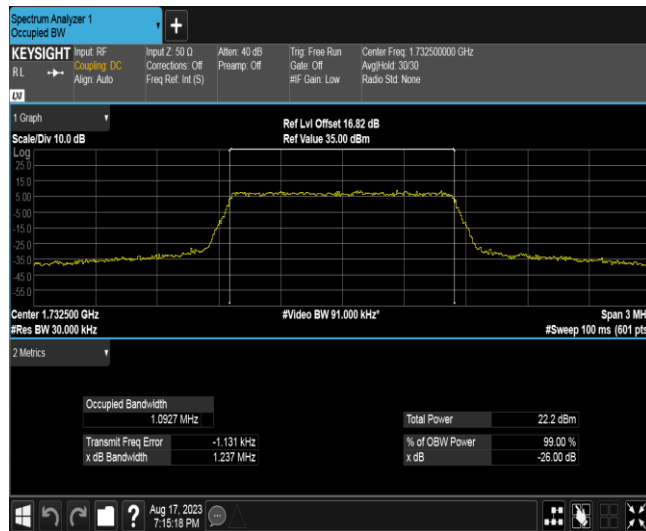 Spectrum Analyzer 1
Occupied BW
+
KEYSIGHT Input: RF Input Z: 50 Ω Atten: 40 dB Trig: Free Run Center Freq: 1.732500000 GHz
RL Coupling: DC Corrections: Off Preamp: Off Gate: Off Avg|Hold: 30/30
Align: Auto Freq Ref: Int (S) #IF Gain: Low Radio Std: None
LXI
1 Graph
Ref Lvl Offset 16.82 dB
Scale/Div 10.0 dB Ref Value 35.00 dBm
Log
25.0
15.0
5.00
-5.00
-15.0
-25.0
-35.0
-45.0
-55.0
Center 1.732500 GHz #Video BW 91.000 kHz* Span 3 MH
#Res BW 30.000 kHz #Sweep 100 ms (601 pts
2 Metrics
Occupied Bandwidth
1.0927 MHz Total Power 22.2 dBm
Transmit Freq Error -1.131 kHz % of OBW Power 99.00 %
x dB Bandwidth 1.237 MHz x dB -26.00 dB
? Aug 17, 2023
7:15:18 PM